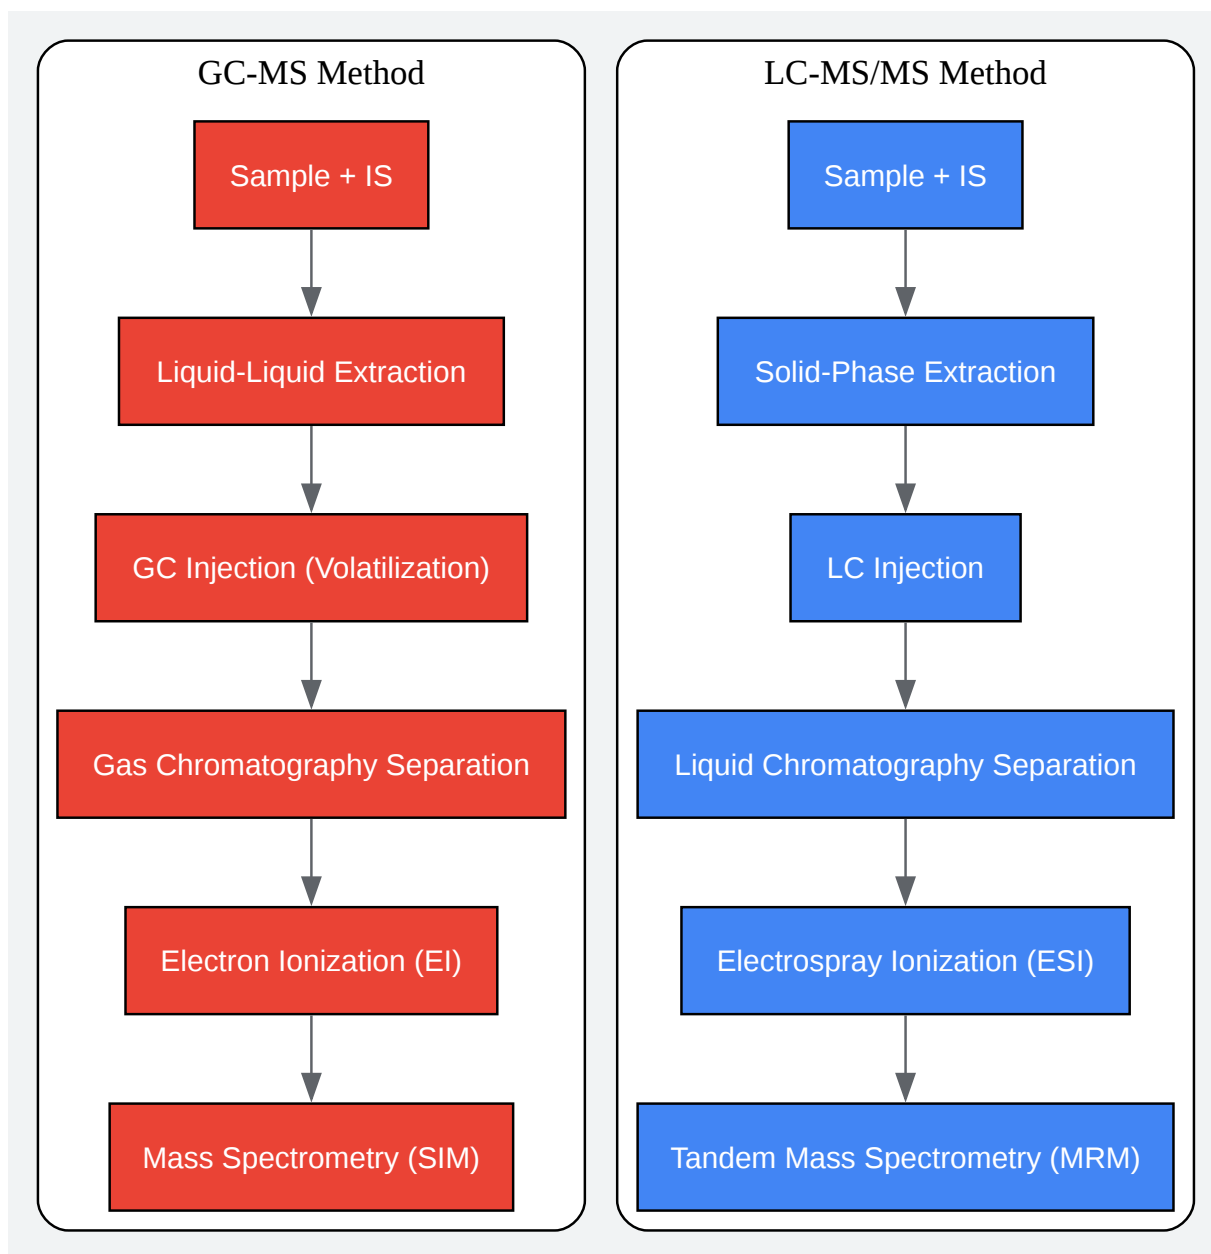 GC-MS Method
Sample + IS
Liquid-Liquid Extraction
GC Injection (Volatilization)
Gas Chromatography Separation
Electron Ionization (EI)
Mass Spectrometry (SIM)
LC-MS/MS Method
Sample + IS
Solid-Phase Extraction
LC Injection
Liquid Chromatography Separation
Electrospray Ionization (ESI)
Tandem Mass Spectrometry (MRM)